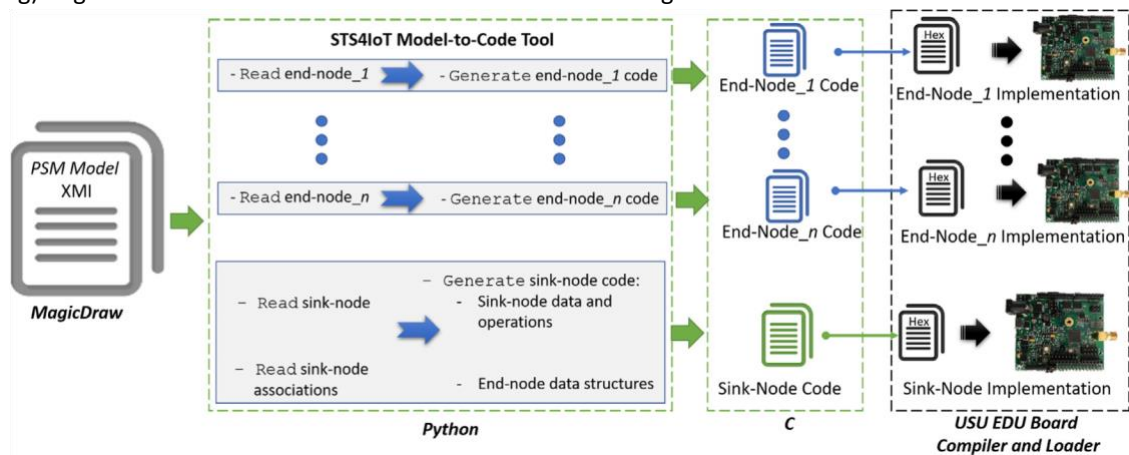 STS4IoT Model-to-Code Tool
PSM Model
XMI
MagicDraw
- Read end-node_1
- Generate end-node_1 code
- Read end-node_n
- Generate end-node_n code
- Read sink-node
- Read sink-node
associations
- Generate sink-node code:
- Sink-node data and
operations
- End-node data structures
Python
End-Node_1 Code
End-Node_n Code
Sink-Node Code
C
Hex
End-Node_1 Implementation
Hex
End-Node_n Implementation
Hex
Sink-Node Implementation
USU EDU Board
Compiler and Loader